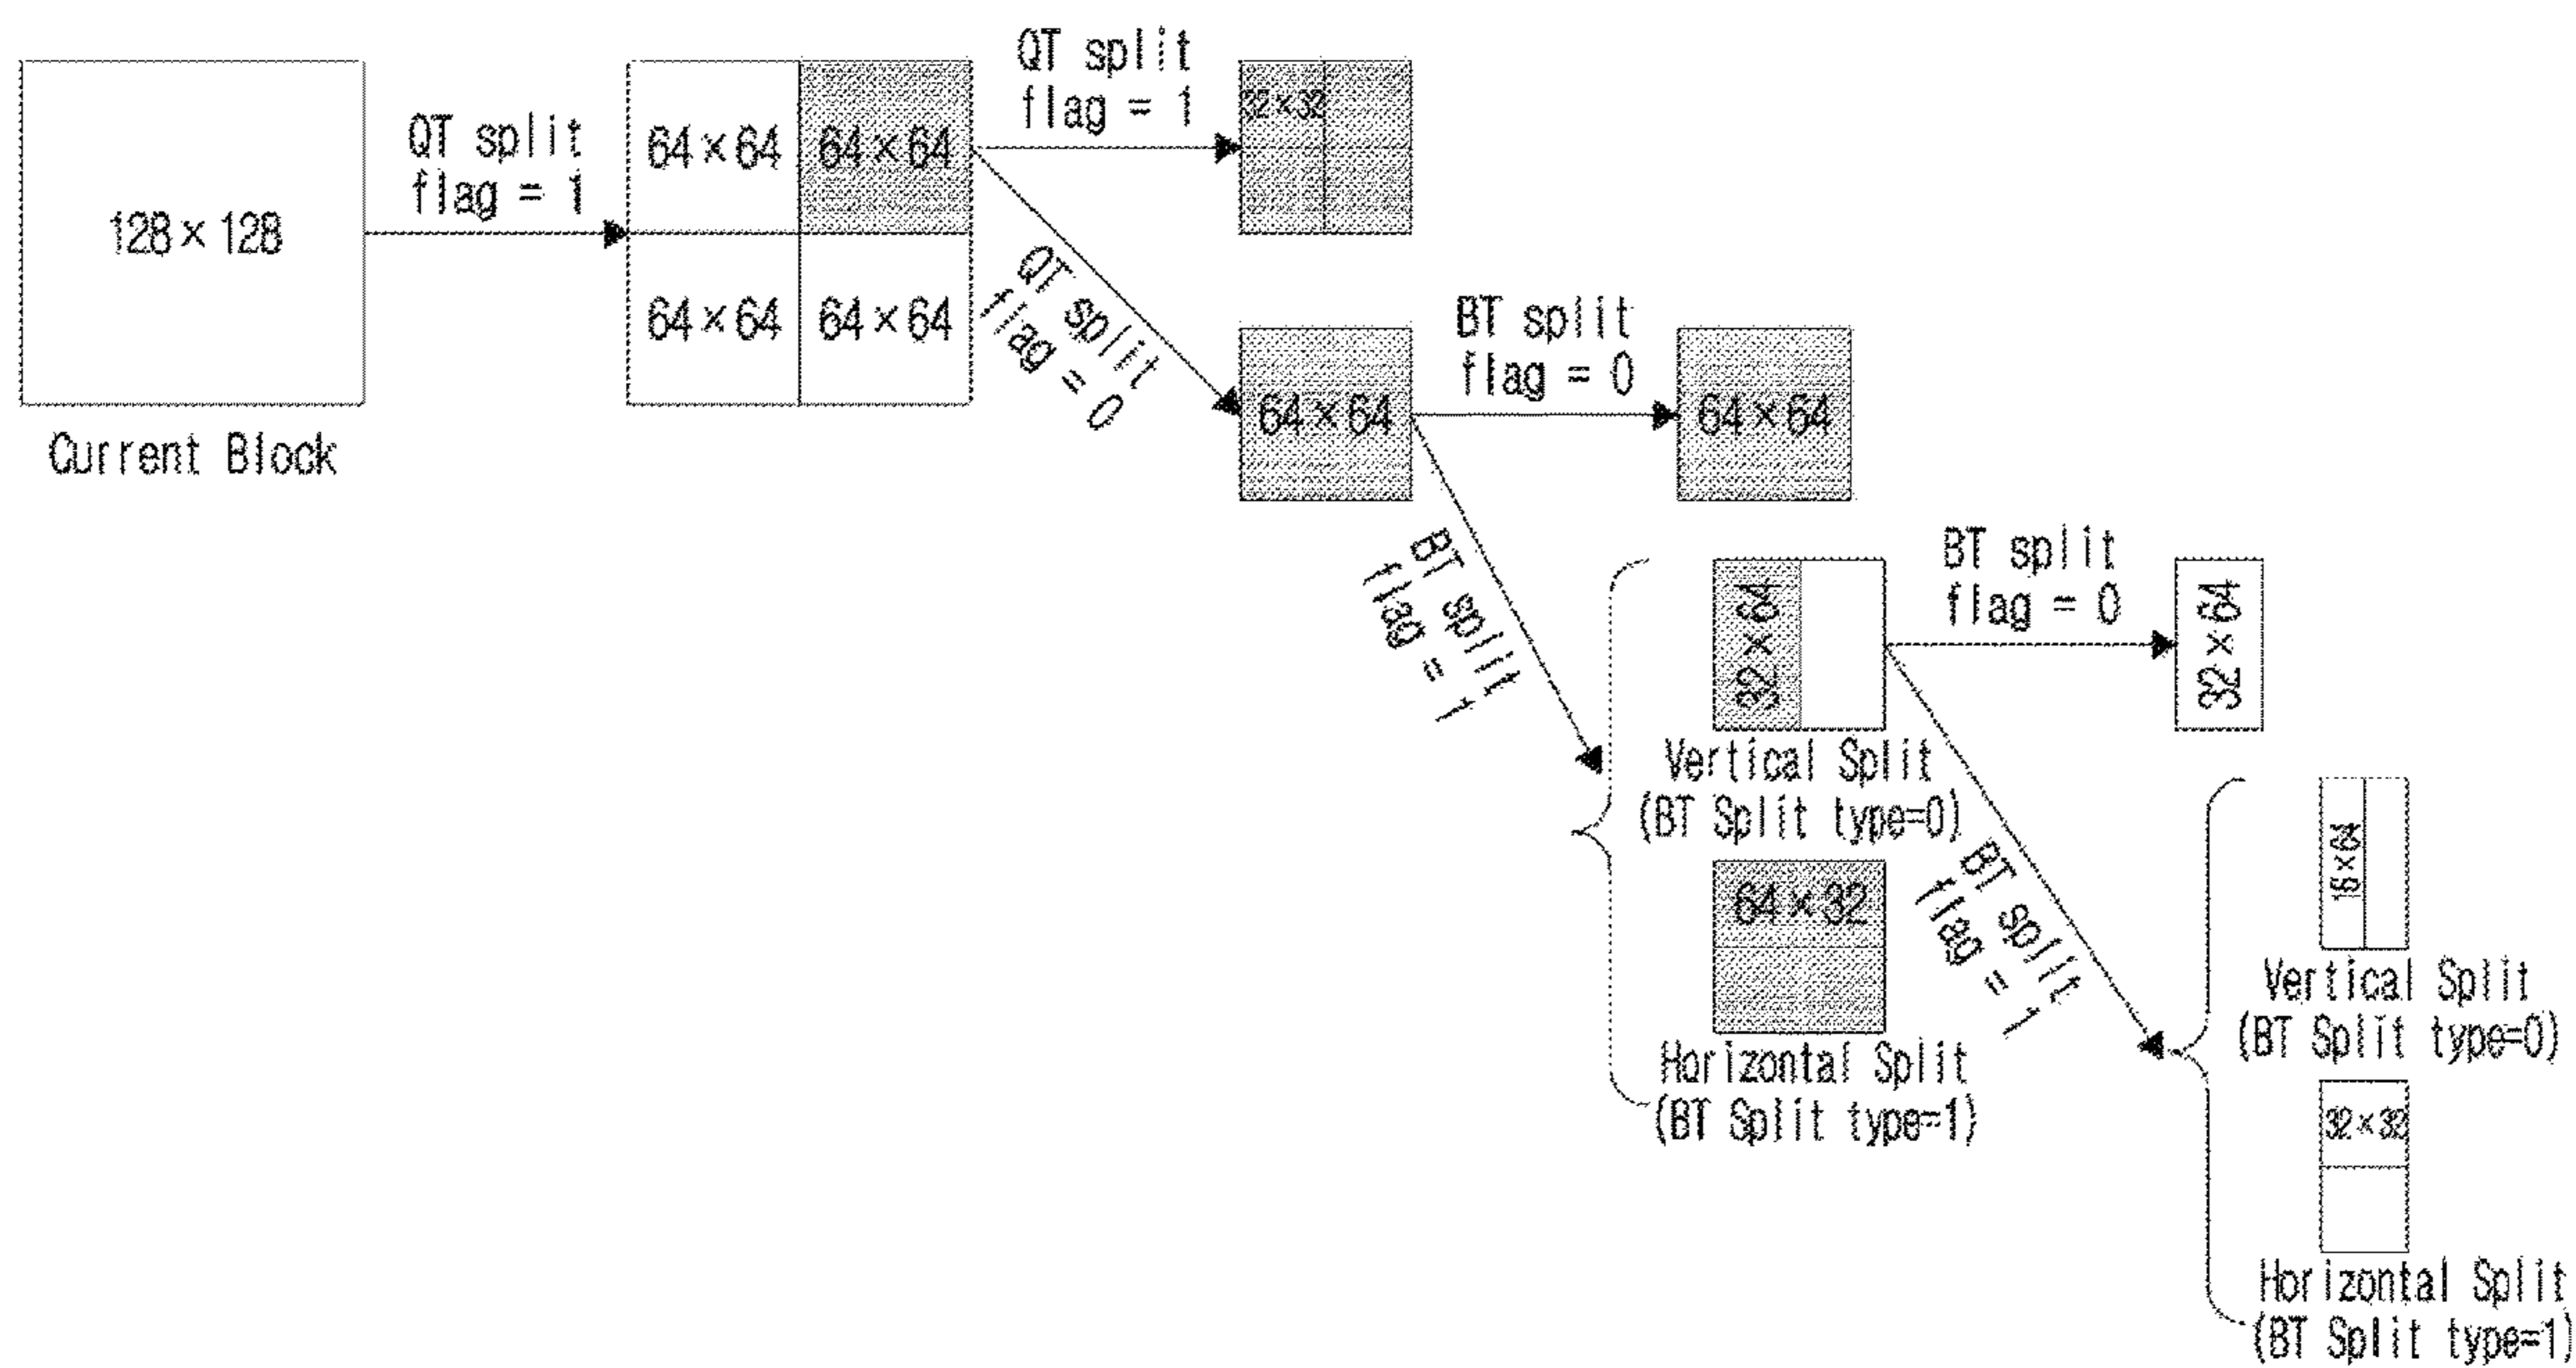 128×128
Current Block
QT split
flag = 1
64×64
64×64
64×64
64×64
QT split
flag = 1
32×32
QT split
flag = 0
64×64
BT split
flag = 0
64×64
BT split
flag = 1
32×64
Vertical Split
(BT Split type=0)
64×32
Horizontal Split
(BT Split type=1)
BT split
flag = 0
32×64
BT split
flag = 1
16×64
Vertical Split
(BT Split type=0)
32×32
Horizontal Split
(BT Split type=1)